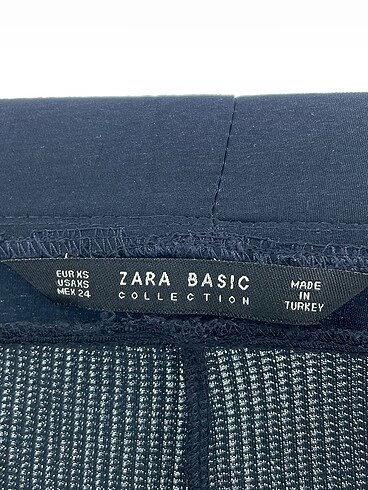 EUR XS
USA XS
MEX 24
ZARA BASIC
COLLECTION
MADE
IN
TURKEY